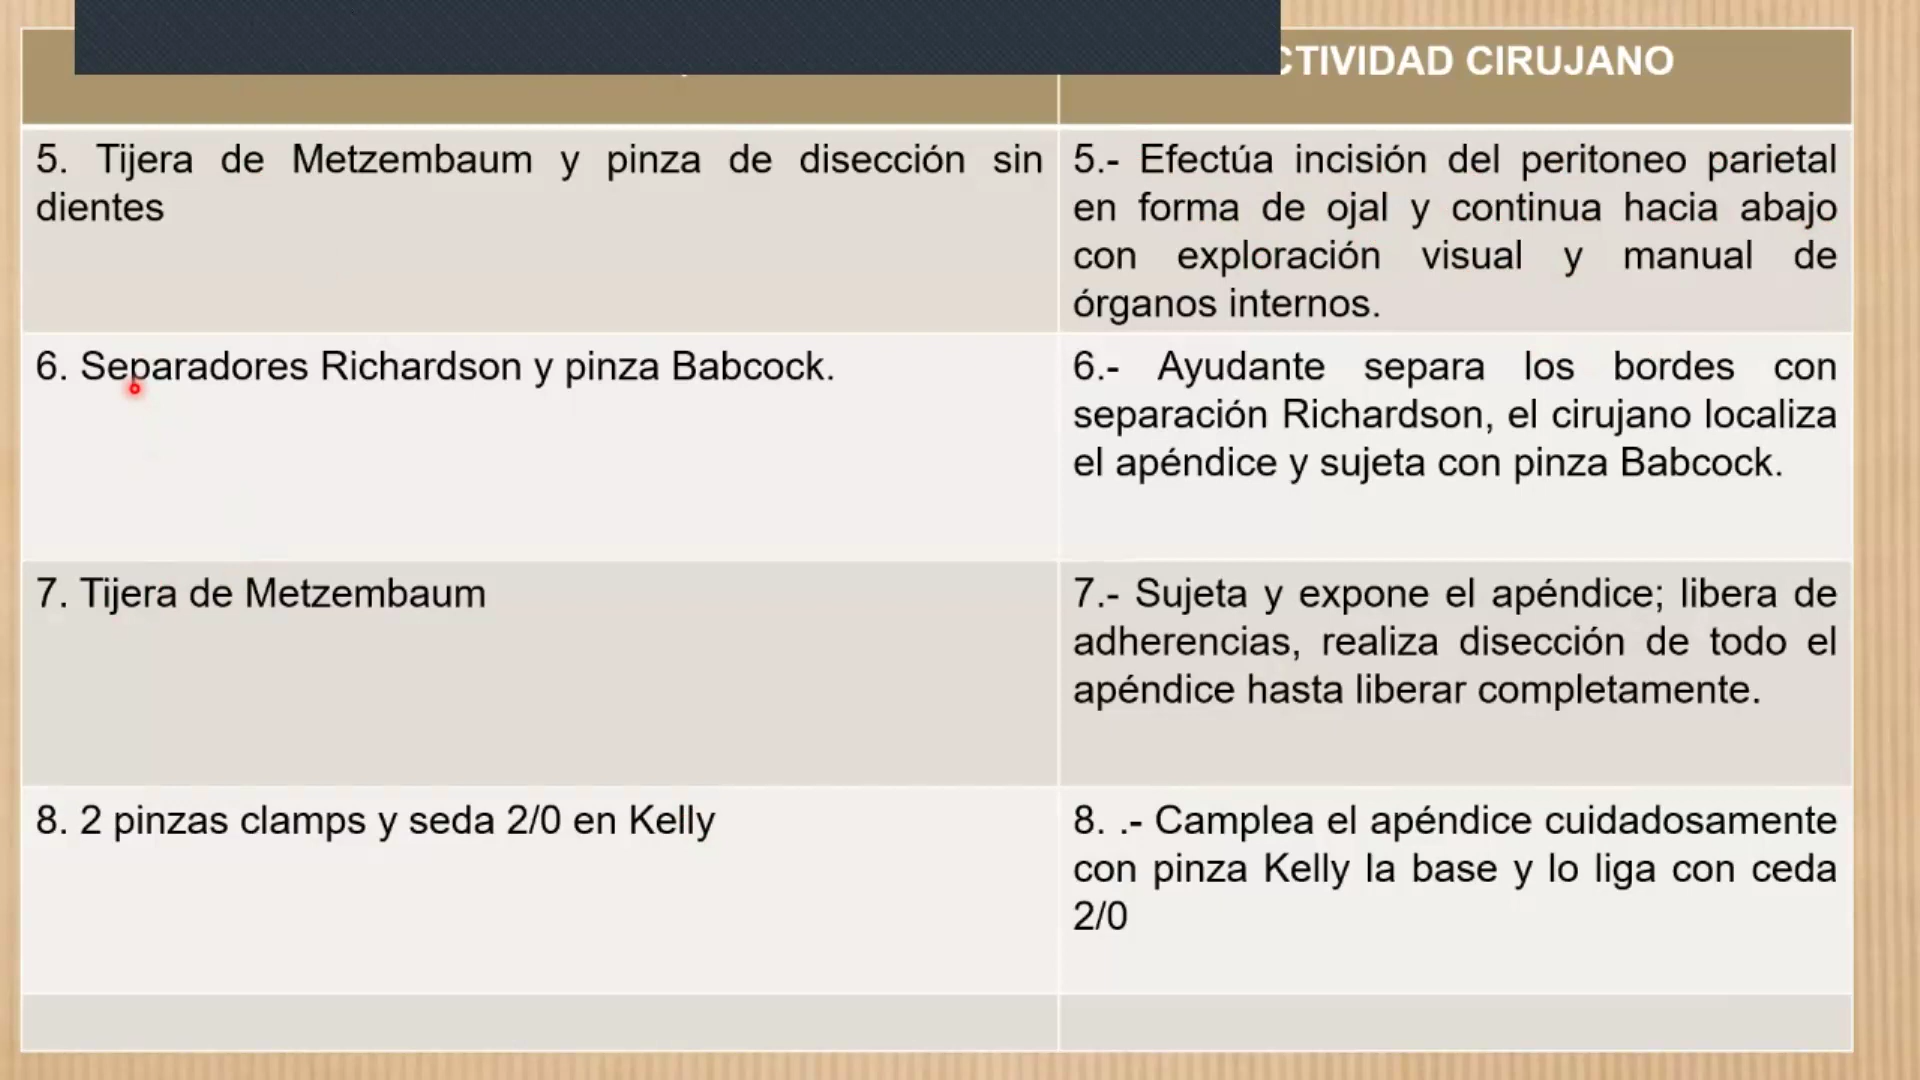 CTIVIDAD CIRUJANO
5. Tijera de Metzembaum y pinza de disección sin
dientes
5.- Efectúa incisión del peritoneo parietal
en forma de ojal y continua hacia abajo
con exploración visual y manual de
órganos internos.
6. Separadores Richardson y pinza Babcock.
6.- Ayudante separa los bordes con
separación Richardson, el cirujano localiza
el apéndice y sujeta con pinza Babcock.
7. Tijera de Metzembaum
7.- Sujeta y expone el apéndice; libera de
adherencias, realiza disección de todo el
apéndice hasta liberar completamente.
8. 2 pinzas clamps y seda 2/0 en Kelly
8. .- Camplea el apéndice cuidadosamente
con pinza Kelly la base y lo liga con ceda
2/0